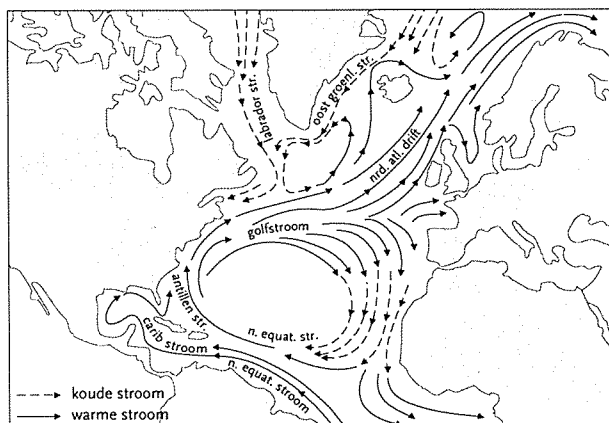 labrador str.
oost groenl. str.
nrd. atl. drift
golfstroom
antillen str.
carib stroom
n. equat. str.
n. equat. stroom
koude stroom
warme stroom